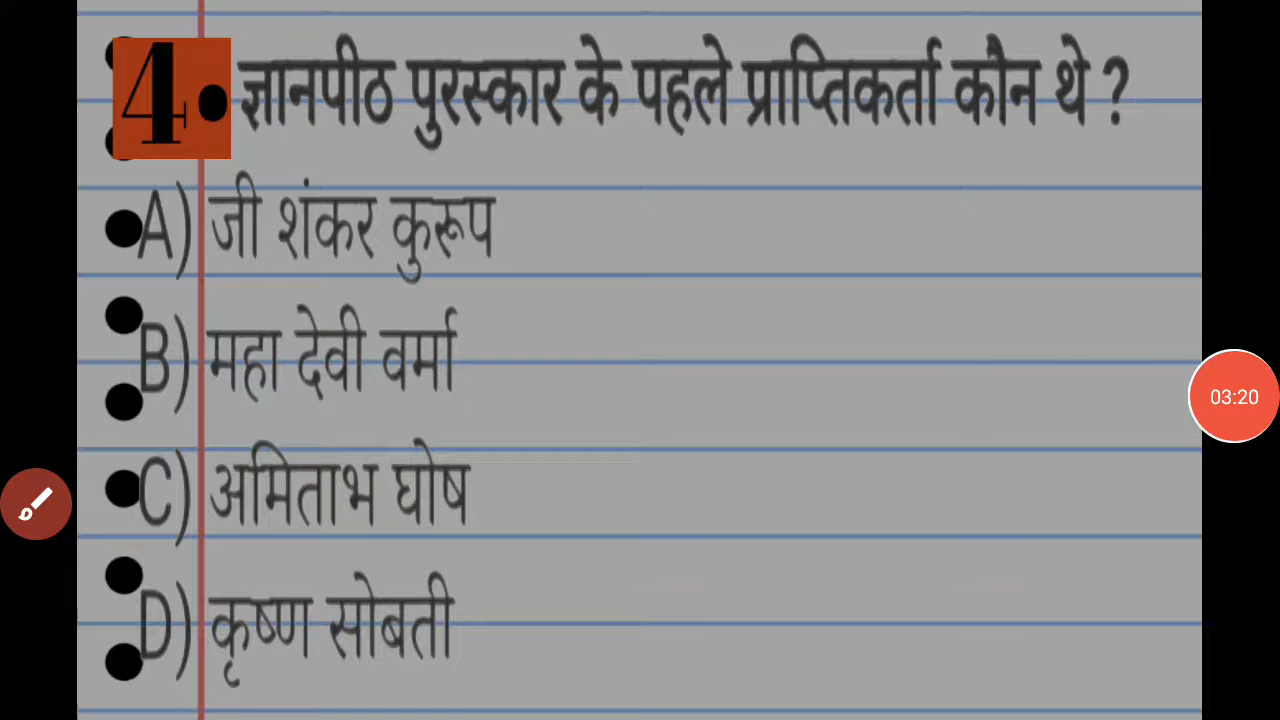 4. ज्ञानपीठ पुरस्कार के पहले प्राप्तिकर्ता कौन थे ?
A) जी शंकर कुरूप
B) महा देवी वर्मा
03:20
C) अमिताभ घोष
D) कृष्ण सोबती